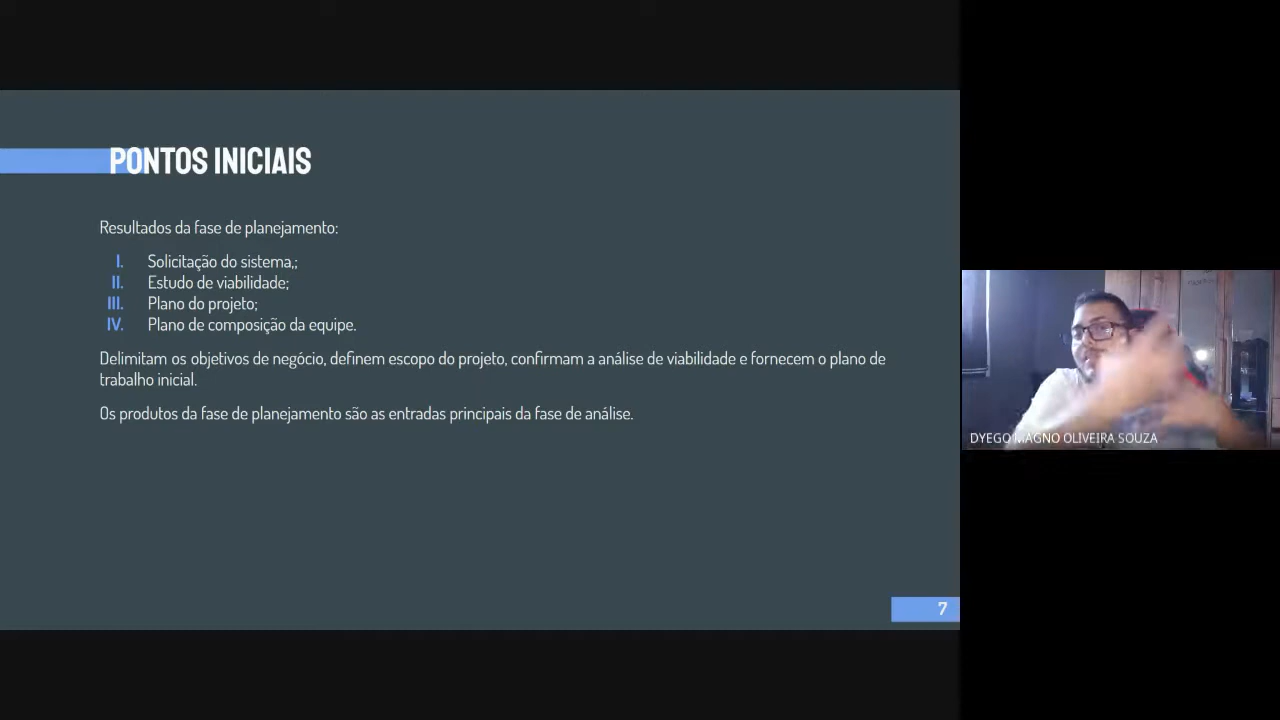 PONTOS INICIAIS
Resultados da fase de planejamento:
I. Solicitação do sistema,;
II. Estudo de viabilidade;
III. Plano do projeto;
IV. Plano de composição da equipe.
Delimitam os objetivos de negócio, definem escopo do projeto, confirmam a análise de viabilidade e fornecem o plano de
trabalho inicial.
Os produtos da fase de planejamento são as entradas principais da fase de análise.
7
DYEGO MAGNO OLIVEIRA SOUZA